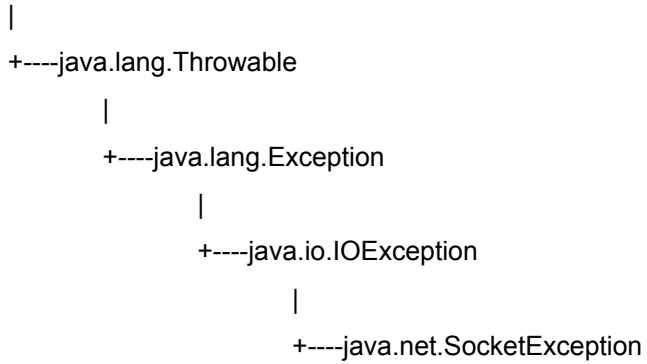 |
+----java.lang.Throwable
|
+----java.lang.Exception
|
+----java.io.IOException
|
+----java.net.SocketException